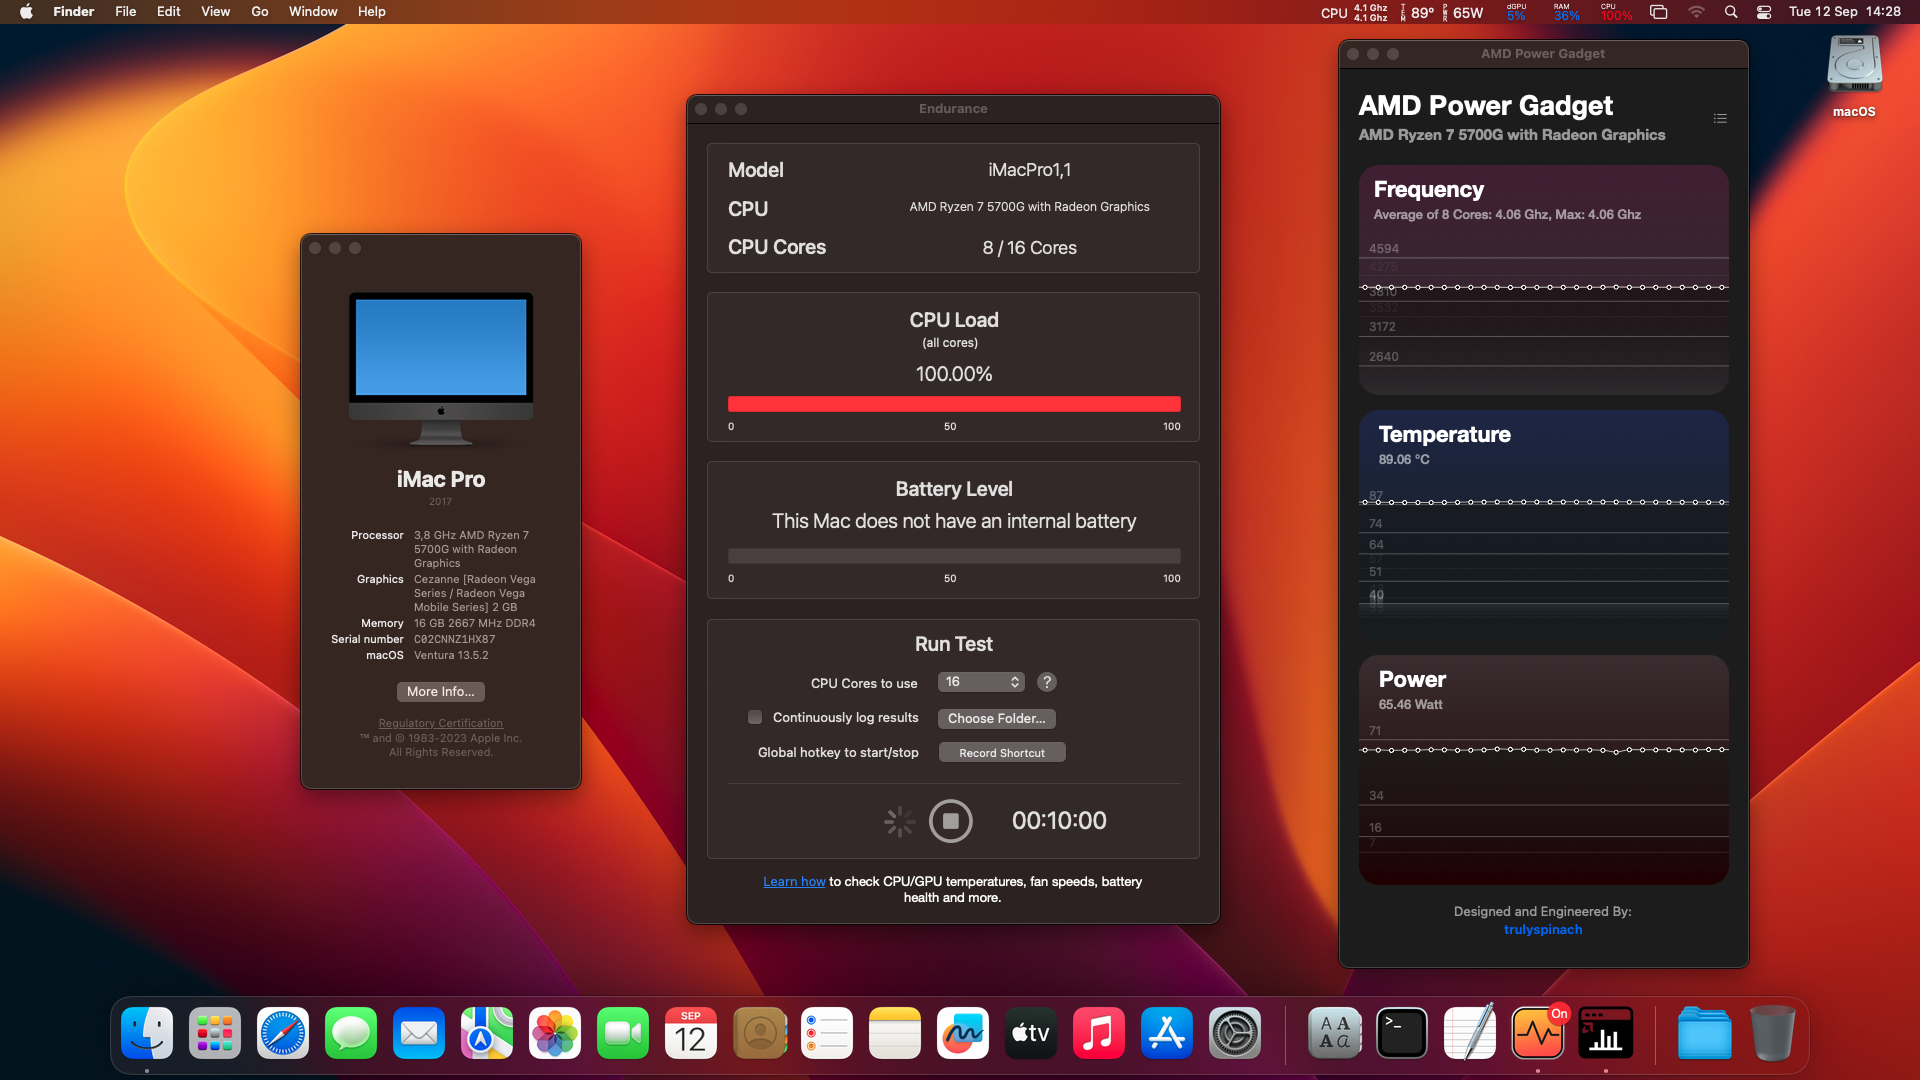 Finder File Edit View Go Window Help
CPU 4.1 Ghz 4.1 Ghz TEM 89° PWR 65W dGPU 5% RAM 36% CPU 100% Tue 12 Sep 14:28
macOS
iMac Pro
2017
Processor 3,8 GHz AMD Ryzen 7
5700G with Radeon
Graphics
Graphics Cezanne [Radeon Vega
Series / Radeon Vega
Mobile Series] 2 GB
Memory 16 GB 2667 MHz DDR4
Serial number C02CNNZ1HX87
macOS Ventura 13.5.2
More Info...
Regulatory Certification
™ and © 1983-2023 Apple Inc.
All Rights Reserved.
Endurance
Model iMacPro1,1
CPU AMD Ryzen 7 5700G with Radeon Graphics
CPU Cores 8 / 16 Cores
CPU Load
(all cores)
100.00%
0 50 100
Battery Level
This Mac does not have an internal battery
0 50 100
Run Test
CPU Cores to use 16 ?
Continuously log results Choose Folder...
Global hotkey to start/stop Record Shortcut
00:10:00
Learn how to check CPU/GPU temperatures, fan speeds, battery
health and more.
AMD Power Gadget
AMD Power Gadget
AMD Ryzen 7 5700G with Radeon Graphics
Frequency
Average of 8 Cores: 4.06 Ghz, Max: 4.06 Ghz
4594
4275
3810
3532
3172
2640
Temperature
89.06 °C
87
74
64
57
51
40
Power
65.46 Watt
71
34
16
7
Designed and Engineered By:
trulyspinach
SEP
12
tv
A A
A a
>_
On